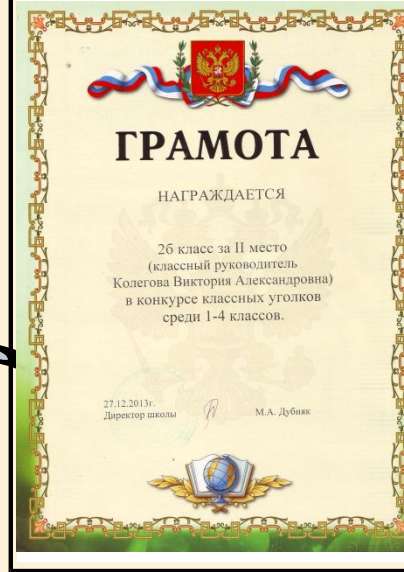 ГРАМОТА
НАГРАЖДАЕТСЯ
2б класс за II место
(классный руководитель
Колегова Виктория Александровна)
в конкурсе классных уголков
среди 1-4 классов.
27.12.2013г.
Директор школы М.А. Дубняк